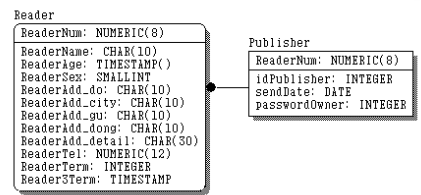 Reader
ReaderNum: NUMERIC(8)
ReaderName: CHAR(10)
ReaderAge: TIMESTAMP()
ReaderSex: SMALLINT
ReaderAdd_do: CHAR(10)
ReaderAdd_city: CHAR(10)
ReaderAdd_gu: CHAR(10)
ReaderAdd_dong: CHAR(10)
ReaderAdd_detail: CHAR(30)
ReaderTel: NUMERIC(12)
ReaderTerm: INTEGER
Reader3Term: TIMESTAMP
Publisher
ReaderNum: NUMERIC(8)
idPublisher: INTEGER
sendDate: DATE
passwordOwner: INTEGER